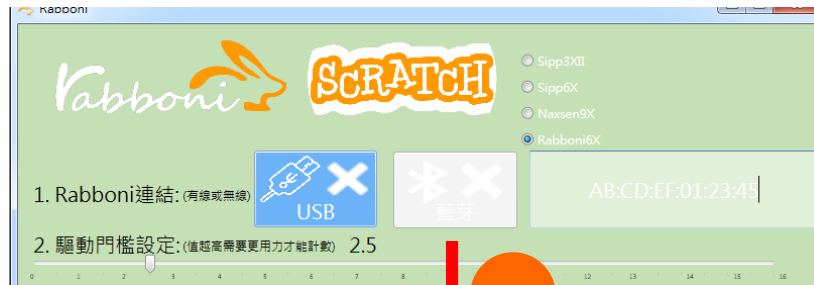 Rabboni
rabboni SCRATCH
Sipp3XII
Sipp6X
Naxsen9X
Rabboni6X
1. Rabboni連結:(有線或無線)
USB
藍芽
AB:CD:EF:01:23:45
2. 驅動門檻設定:(值越高需要更用力才能計數) 2.5
0 1 2 3 4 5 6 7 8 12 13 14 15 16